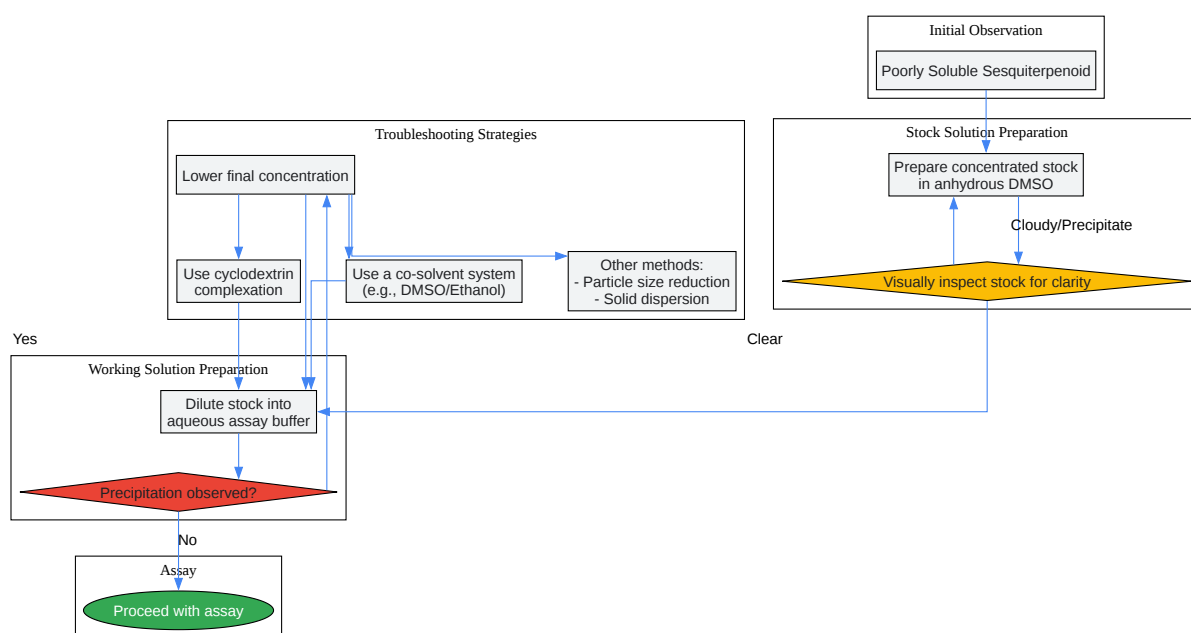 Initial Observation
Poorly Soluble Sesquiterpenoid
Troubleshooting Strategies
Stock Solution Preparation
Lower final concentration
Prepare concentrated stock
in anhydrous DMSO
Cloudy/Precipitate
Use cyclodextrin
complexation
Use a co-solvent system
(e.g., DMSO/Ethanol)
Other methods:
- Particle size reduction
- Solid dispersion
Visually inspect stock for clarity
Yes
Clear
Working Solution Preparation
Dilute stock into
aqueous assay buffer
Precipitation observed?
No
Assay
Proceed with assay